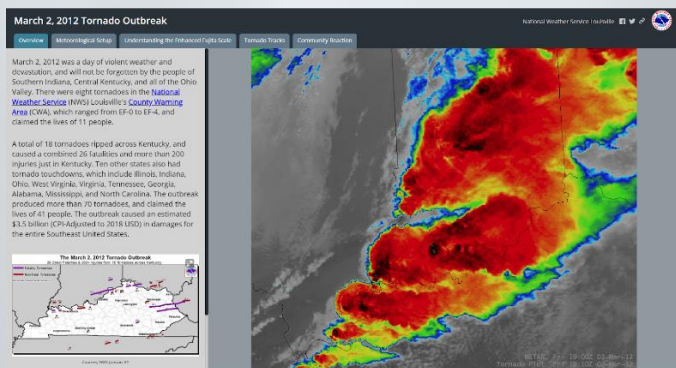 March 2, 2012 Tornado Outbreak
National Weather Service Louisville
Overview
Meteorological Setup
Understanding the Enhanced Fujita Scale
Tornado Tracks
Community Reaction
March 2, 2012 was a day of violent weather and
devastation, and will not be forgotten by the people of
Southern Indiana, Central Kentucky, and all of the Ohio
Valley. There were eight tornadoes in the National
Weather Service (NWS) Louisville's County Warning
Area (CWA), which ranged from EF-0 to EF-4, and
claimed the lives of 11 people.
A total of 18 tornadoes ripped across Kentucky, and
caused a combined 26 fatalities and more than 200
injuries just in Kentucky. Ten other states also had
tornado touchdowns, which include Illinois, Indiana,
Ohio, West Virginia, Virginia, Tennessee, Georgia,
Alabama, Mississippi, and North Carolina. The outbreak
produced more than 70 tornadoes, and claimed the
lives of 41 people. The outbreak caused an estimated
$3.5 billion (CPI-Adjusted to 2018 USD) in damages for
the entire Southeast United States.
The March 2, 2012 Tornado Outbreak